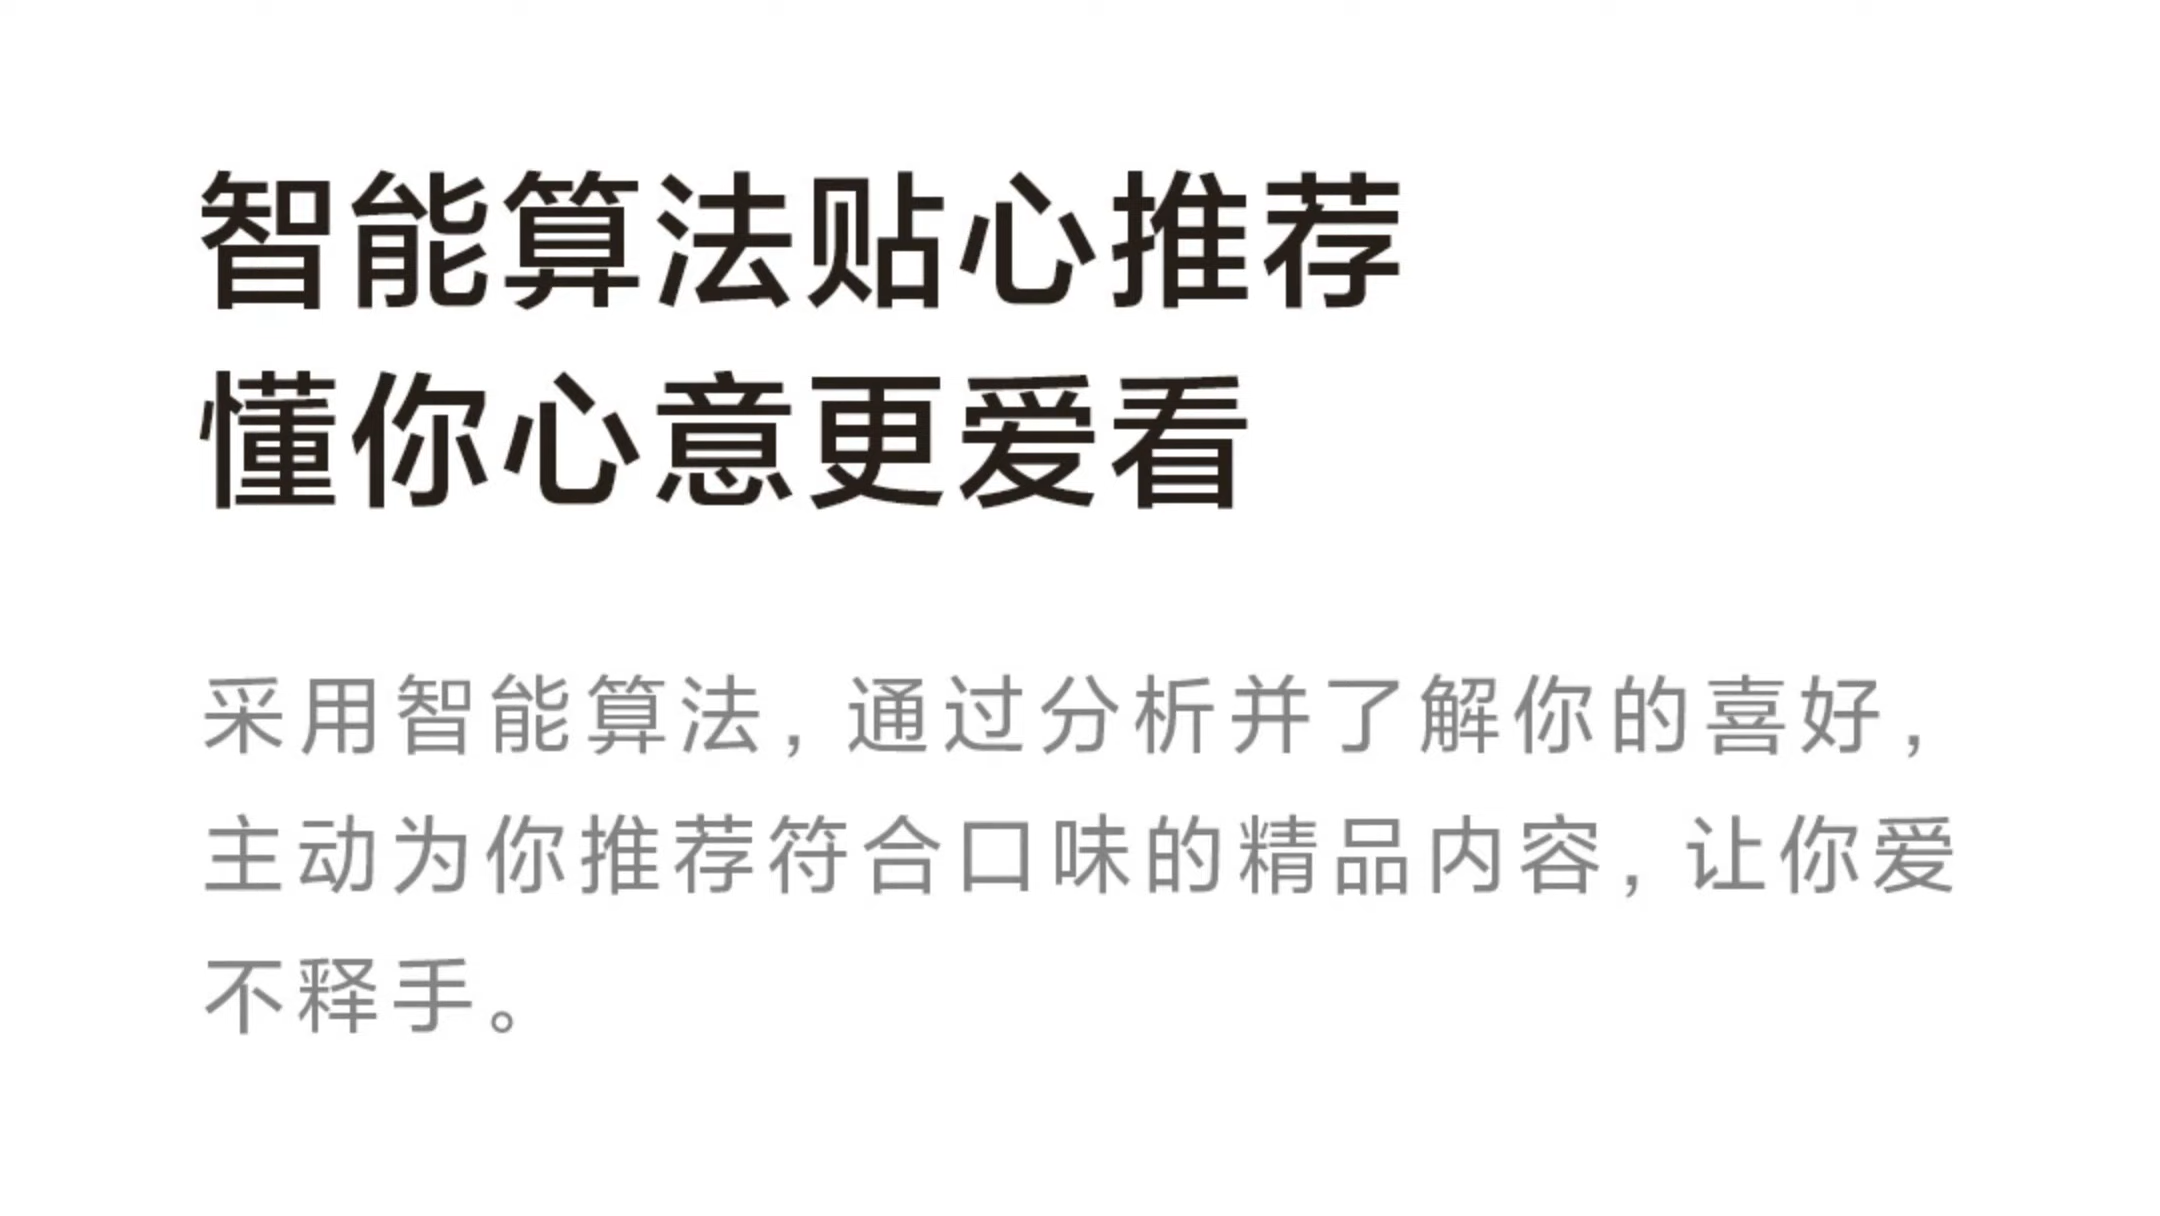 智能算法贴心推荐
懂你心意更爱看
采用智能算法，通过分析并了解你的喜好，
主动为你推荐符合口味的精品内容，让你爱
不释手。